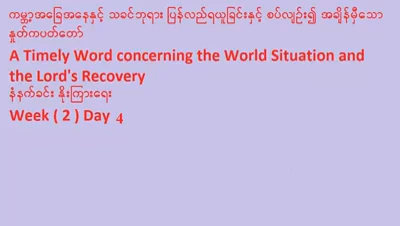 ကမ္ဘာ့အခြေအနေနှင့် သခင်ဘုရား ပြန်လည်ရယူခြင်းနှင့် စပ်လျဉ်း၍ အချိန်မှီသော
နှုတ်ကပတ်တော်
A Timely Word concerning the World Situation and
the Lord's Recovery
နံနက်ခင်း နိုးကြားရေး
Week ( 2 ) Day 4